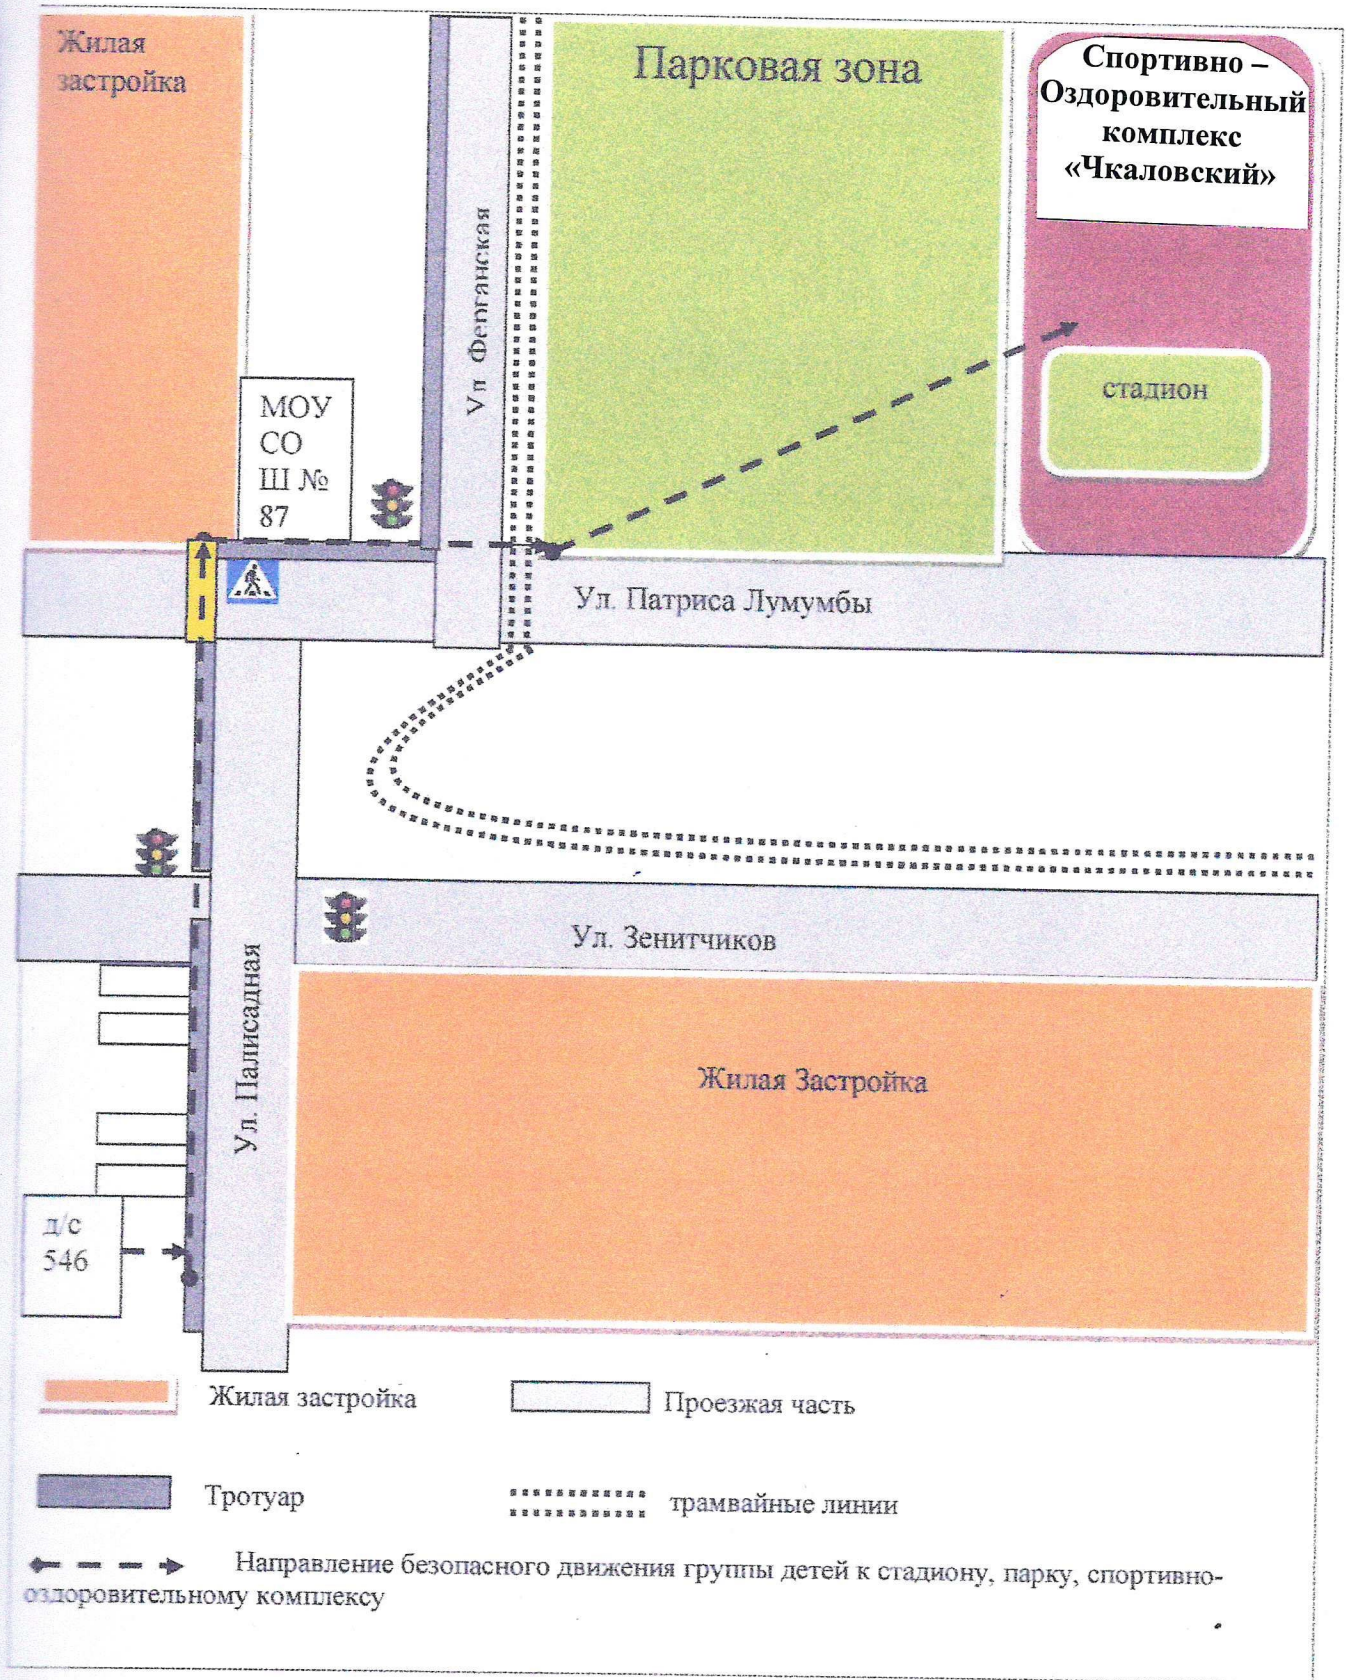 Жилая
застройка
Парковая зона
Спортивно –
Оздоровительный
комплекс
«Чкаловский»
Ул Ферганская
стадион
МОУ
СО
Ш №
87
Ул. Патриса Лумумбы
Ул. Зенитчиков
Ул. Палисадная
Жилая Застройка
д/с
546
Жилая застройка
Проезжая часть
Тротуар
трамвайные линии
Направление безопасного движения группы детей к стадиону, парку, спортивно-
оздоровительному комплексу